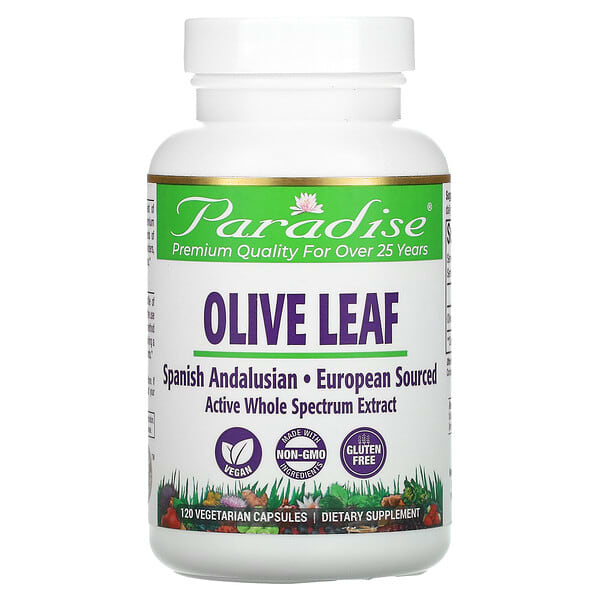 Paradise®
Premium Quality For Over 25 Years
OLIVE LEAF
Spanish Andalusian • European Sourced
Active Whole Spectrum Extract
VEGAN
MADE WITH
NON-GMO
INGREDIENTS
GLUTEN
FREE
120 VEGETARIAN CAPSULES | DIETARY SUPPLEMENT